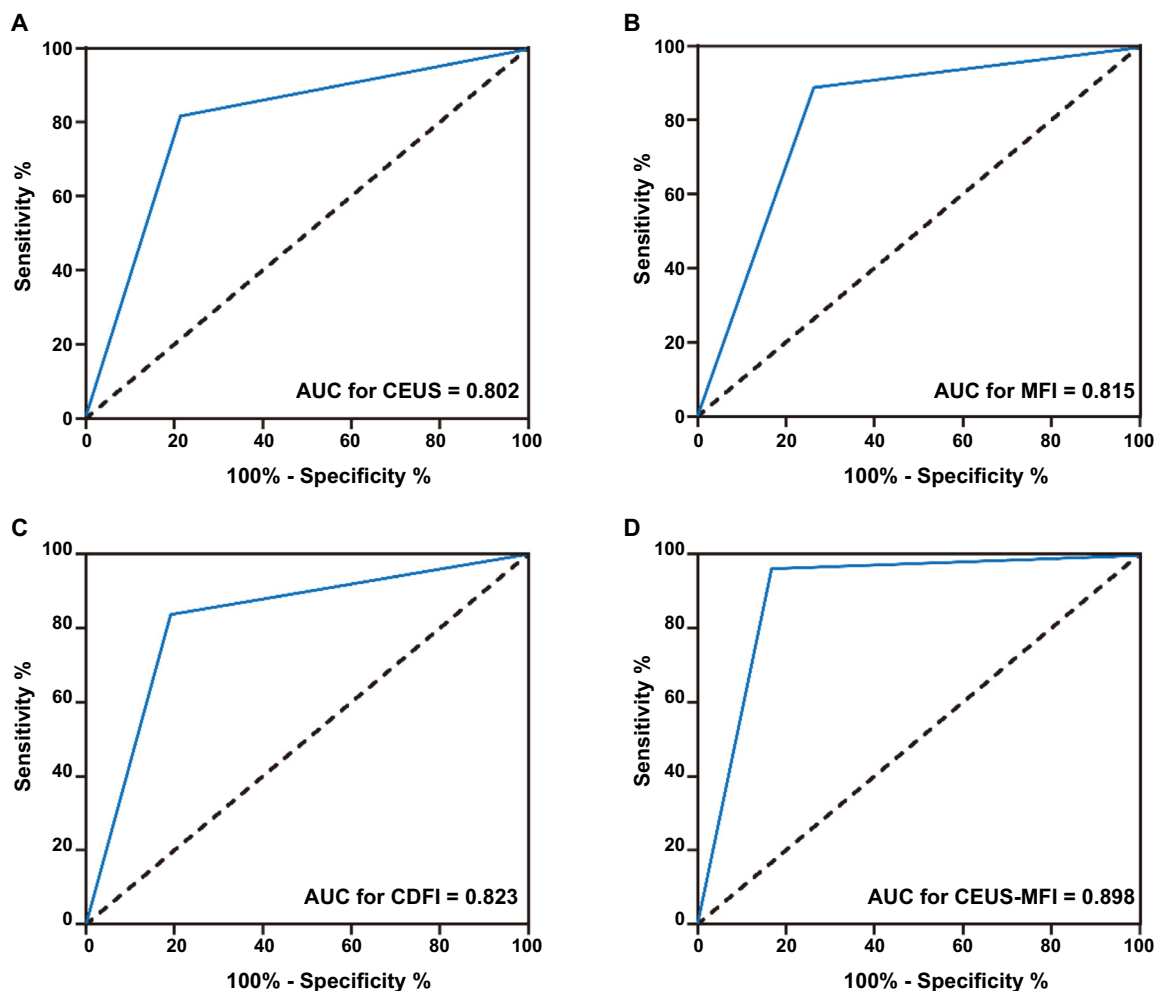 A
100
80
60
40
20
0
Sensitivity %
AUC for CEUS = 0.802
0 20 40 60 80 100
100% - Specificity %
B
100
80
60
40
20
0
Sensitivity %
AUC for MFI = 0.815
0 20 40 60 80 100
100% - Specificity %
C
100
80
60
40
20
0
Sensitivity %
AUC for CDFI = 0.823
0 20 40 60 80 100
100% - Specificity %
D
100
80
60
40
20
0
Sensitivity %
AUC for CEUS-MFI = 0.898
0 20 40 60 80 100
100% - Specificity %